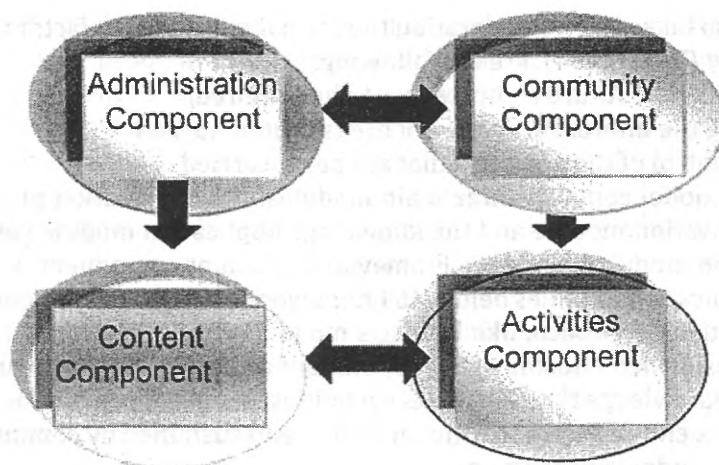 Administration
Component
Community
Component
Content
Component
Activities
Component